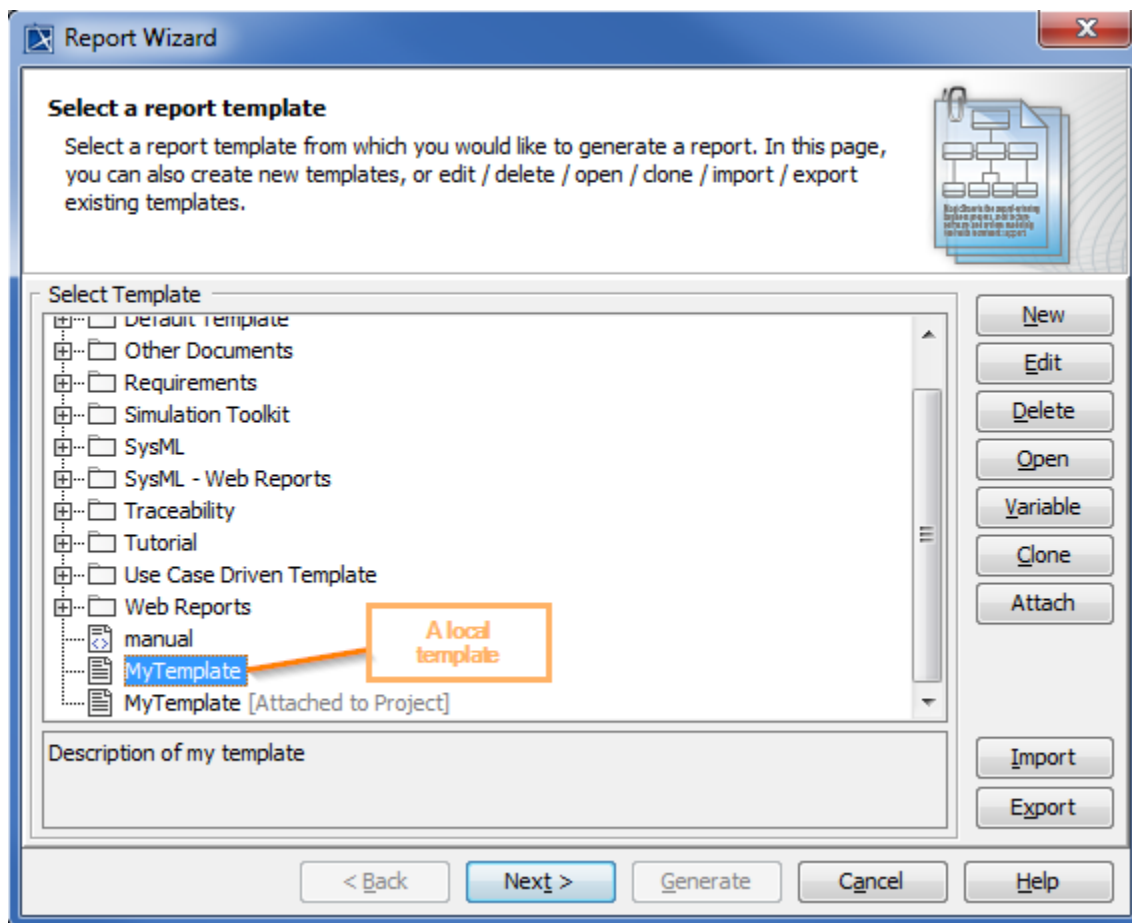 Report Wizard
Select a report template
Select a report template from which you would like to generate a report. In this page,
you can also create new templates, or edit / delete / open / clone / import / export
existing templates.
Select Template
Default Template
Other Documents
Requirements
Simulation Toolkit
SysML
SysML - Web Reports
Traceability
Tutorial
Use Case Driven Template
Web Reports
manual
MyTemplate
MyTemplate [Attached to Project]
A local
template
Description of my template
New
Edit
Delete
Open
Variable
Clone
Attach
Import
Export
< Back
Next >
Generate
Cancel
Help